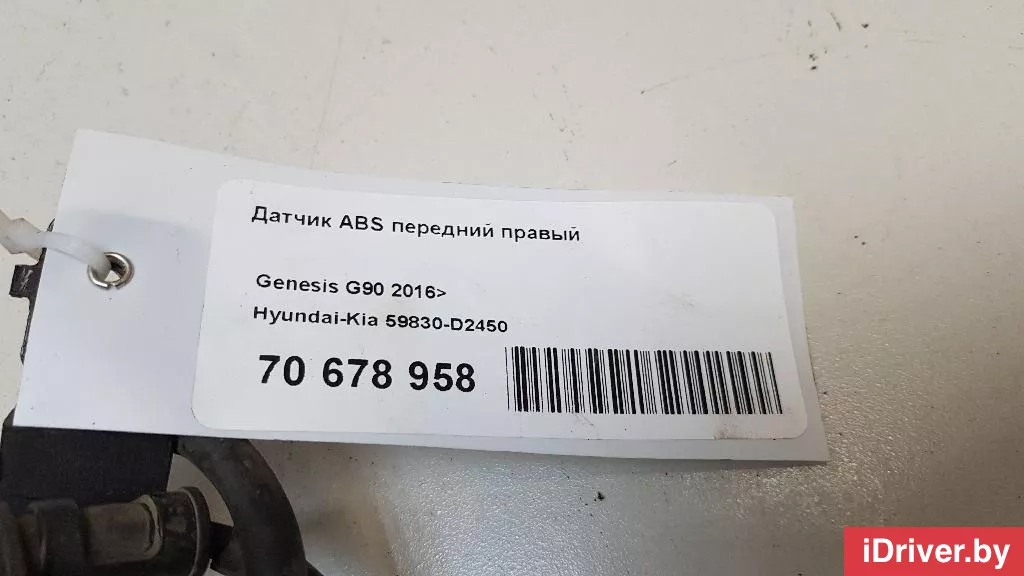 Датчик ABS передний правый
Genesis G90 2016>
Hyundai-Kia 59830-D2450
70 678 958
iDriver.by